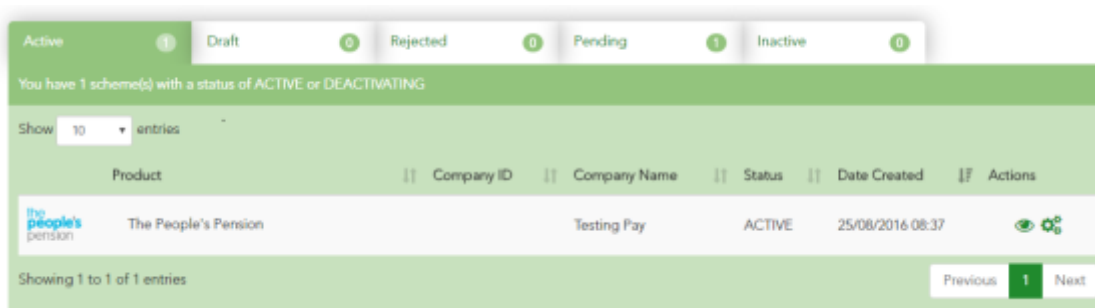 Active 1 Draft 0 Rejected 0 Pending 1 Inactive 0
You have 1 scheme(s) with a status of ACTIVE or DEACTIVATING
Show 10 entries
Product Company ID Company Name Status Date Created Actions
the
people's
pension
The People's Pension Testing Pay ACTIVE 25/08/2016 08:37
Showing 1 to 1 of 1 entries
Previous 1 Next